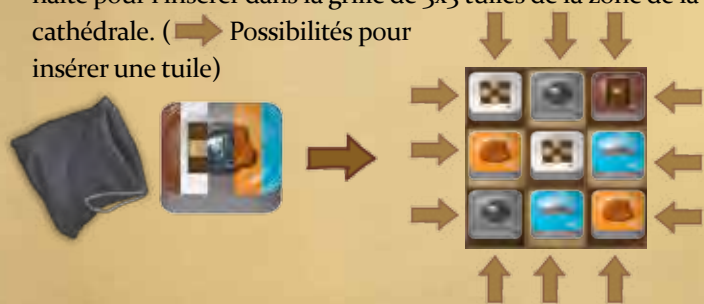 haite pour l'insérer dans la grille de 3x3 tuiles de la zone de la
cathédrale. ( Possibilités pour
insérer une tuile)